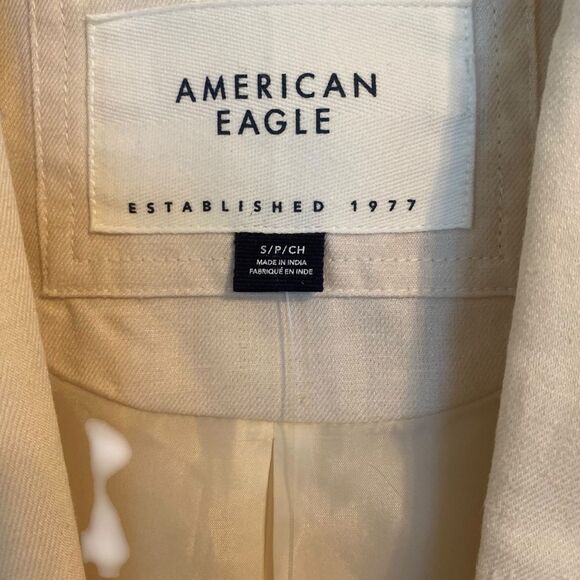 AMERICAN
EAGLE
ESTABLISHED 1977
S/P/CH
MADE IN INDIA
FABRIQUÉ EN INDE